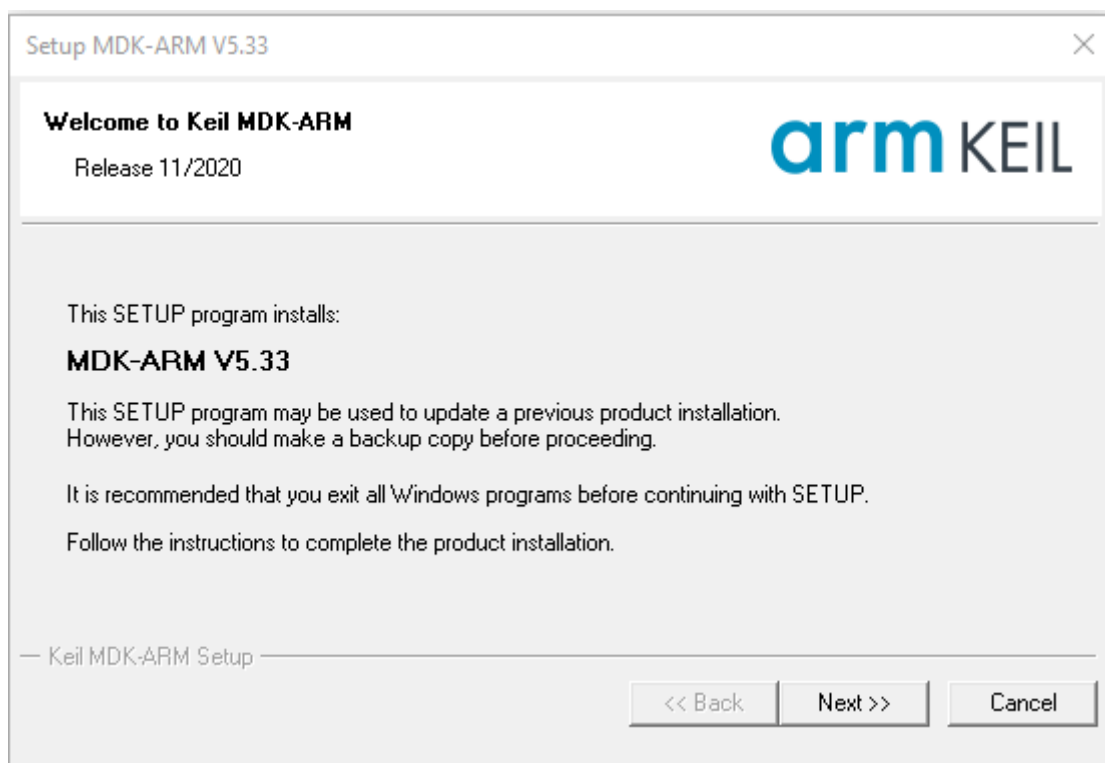 Setup MDK-ARM V5.33
Welcome to Keil MDK-ARM
Release 11/2020
arm KEIL
This SETUP program installs:
MDK-ARM V5.33
This SETUP program may be used to update a previous product installation.
However, you should make a backup copy before proceeding.
It is recommended that you exit all Windows programs before continuing with SETUP.
Follow the instructions to complete the product installation.
Keil MDK-ARM Setup
<< Back Next >> Cancel